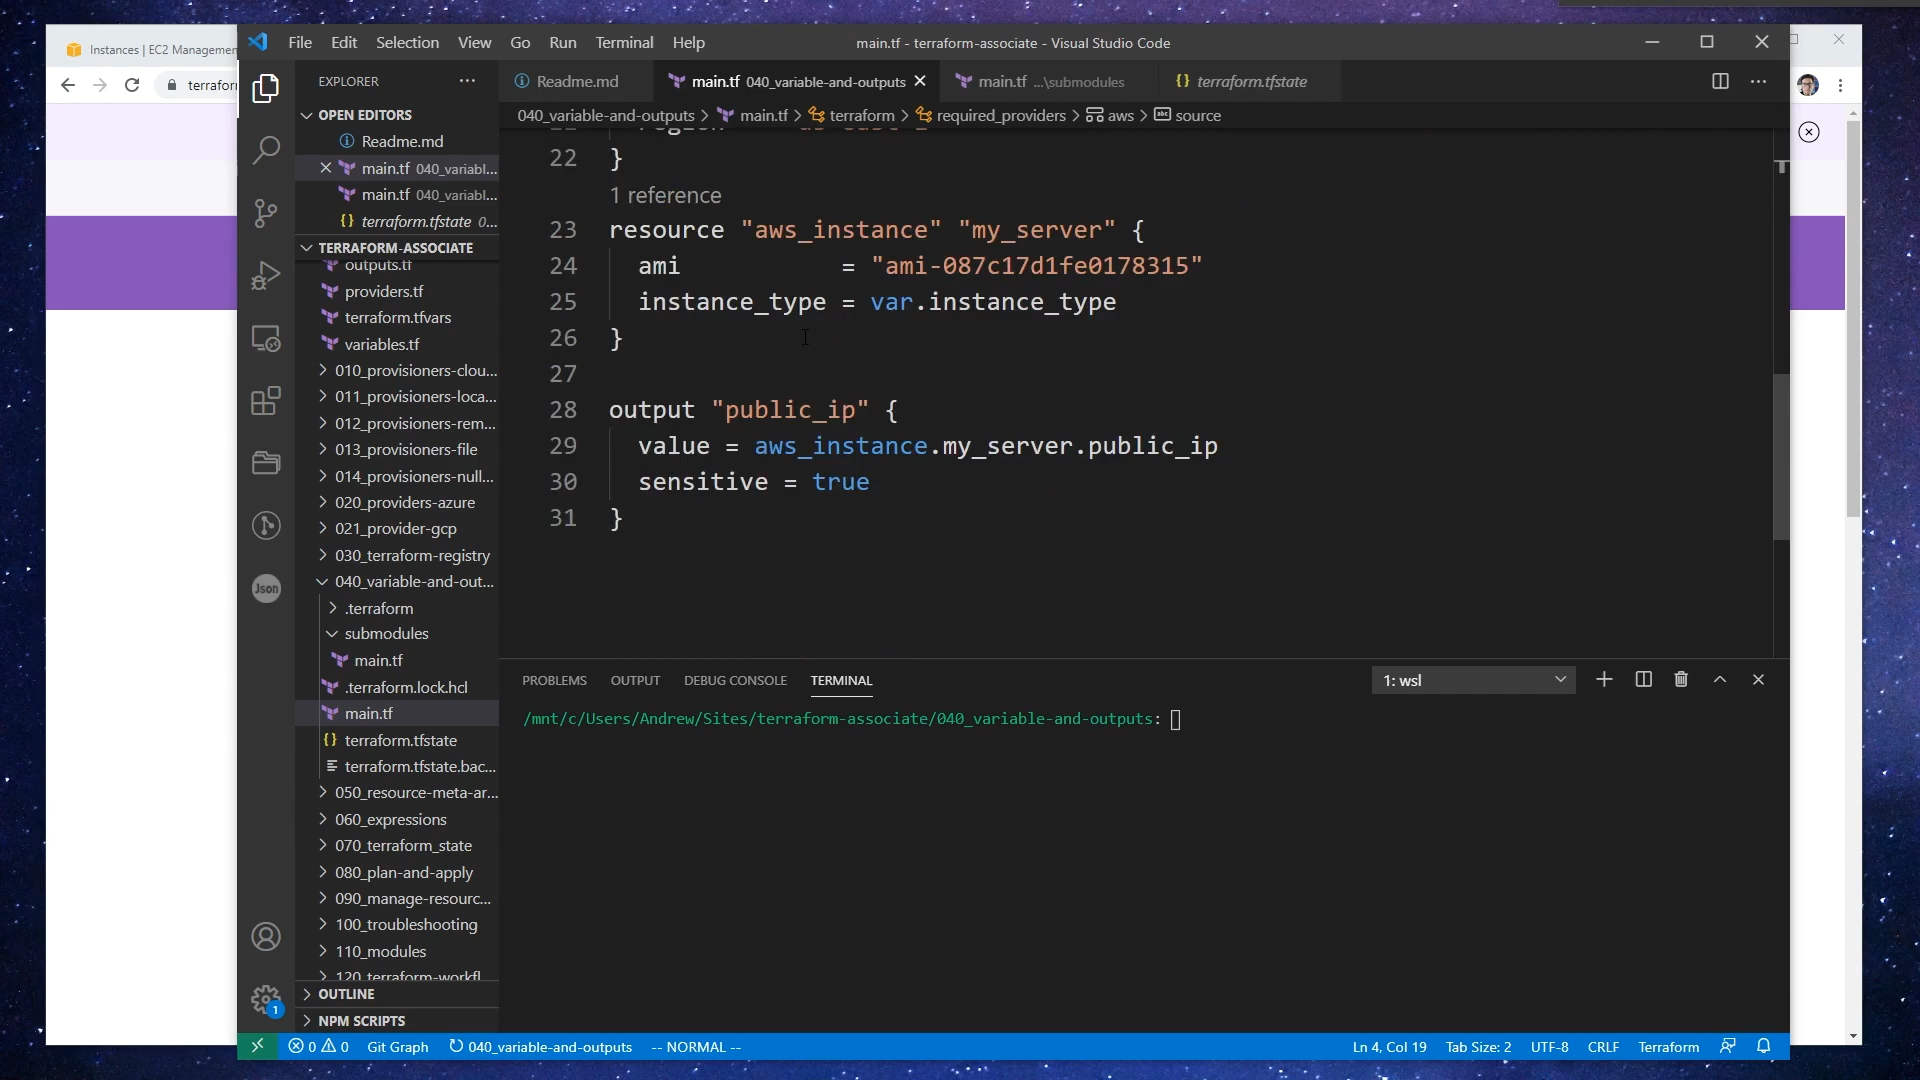 Instances | EC2 Managemen
terraform
File Edit Selection View Go Run Terminal Help
main.tf - terraform-associate - Visual Studio Code
EXPLORER
Readme.md
main.tf 040_variable-and-outputs
main.tf ...\submodules
terraform.tfstate
040_variable-and-outputs > main.tf > terraform > required_providers > aws > source
OPEN EDITORS
Readme.md
main.tf 040_variabl...
main.tf 040_variabl...
terraform.tfstate 0...
TERRAFORM-ASSOCIATE
outputs.tf
providers.tf
terraform.tfvars
variables.tf
010_provisioners-clou...
011_provisioners-loca...
012_provisioners-rem...
013_provisioners-file
014_provisioners-null...
020_providers-azure
021_provider-gcp
030_terraform-registry
040_variable-and-out...
.terraform
submodules
main.tf
.terraform.lock.hcl
main.tf
terraform.tfstate
terraform.tfstate.bac...
050_resource-meta-ar...
060_expressions
070_terraform_state
080_plan-and-apply
090_manage-resourc...
100_troubleshooting
110_modules
120_terraform-workfl
OUTLINE
NPM SCRIPTS
Json
1
22 }
1 reference
23 resource "aws_instance" "my_server" {
24 ami = "ami-087c17d1fe0178315"
25 instance_type = var.instance_type
26 }
27
28 output "public_ip" {
29 value = aws_instance.my_server.public_ip
30 sensitive = true
31 }
PROBLEMS OUTPUT DEBUG CONSOLE TERMINAL
1: wsl
/mnt/c/Users/Andrew/Sites/terraform-associate/040_variable-and-outputs:
0 0 Git Graph 040_variable-and-outputs -- NORMAL --
Ln 4, Col 19 Tab Size: 2 UTF-8 CRLF Terraform